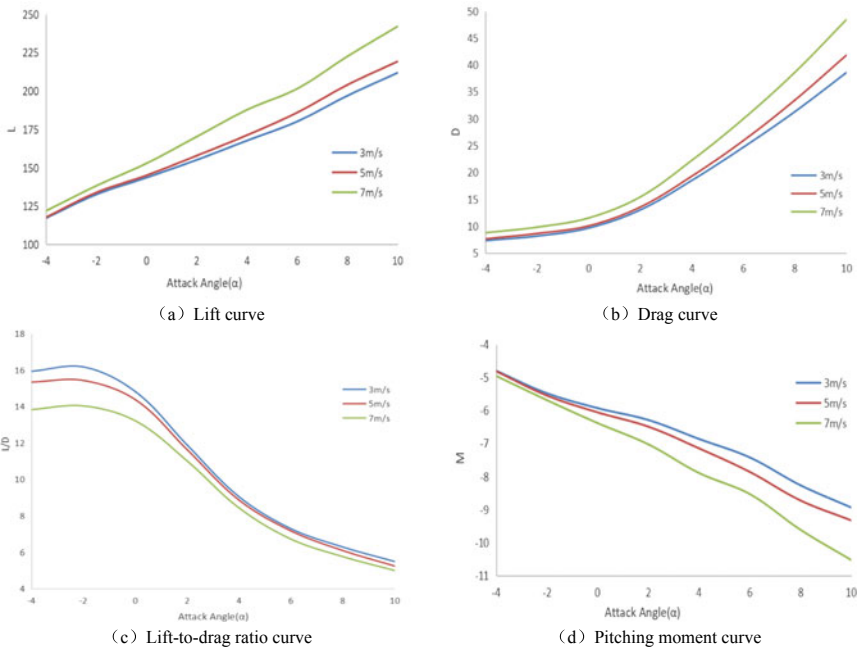 250
225
200
175
150
125
100
L
-4 -2 0 2 4 6 8 10
Attack Angle(α)
3m/s
5m/s
7m/s
(a) Lift curve
50
45
40
35
30
25
20
15
10
5
D
-4 -2 0 2 4 6 8 10
Attack Angle(α)
3m/s
5m/s
7m/s
(b) Drag curve
18
16
14
12
10
8
6
4
L/D
-4 -2 0 2 4 6 8 10
Attack Angle(α)
3m/s
5m/s
7m/s
(c) Lift-to-drag ratio curve
-4
-5
-6
-7
-8
-9
-10
-11
M
-4 -2 0 2 4 6 8 10
Attack Angle(α)
3m/s
5m/s
7m/s
(d) Pitching moment curve